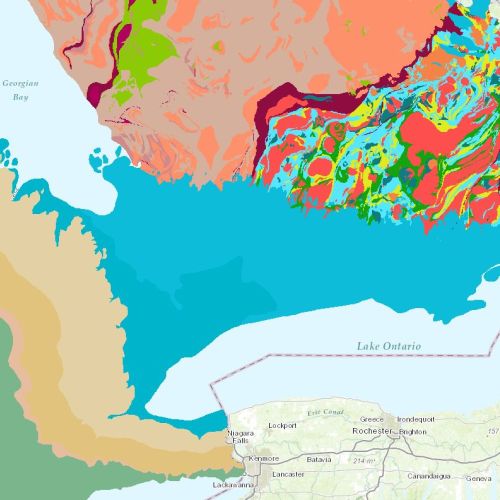 Georgian
Bay
Lake Ontario
Erie Canal
Greece
Irondequoit
Lockport
Rochester
Brighton
Niagara
Falls
157
Kenmore
Batavia
214 m
Lancaster
Canandaigua
Geneva
Lackawanna